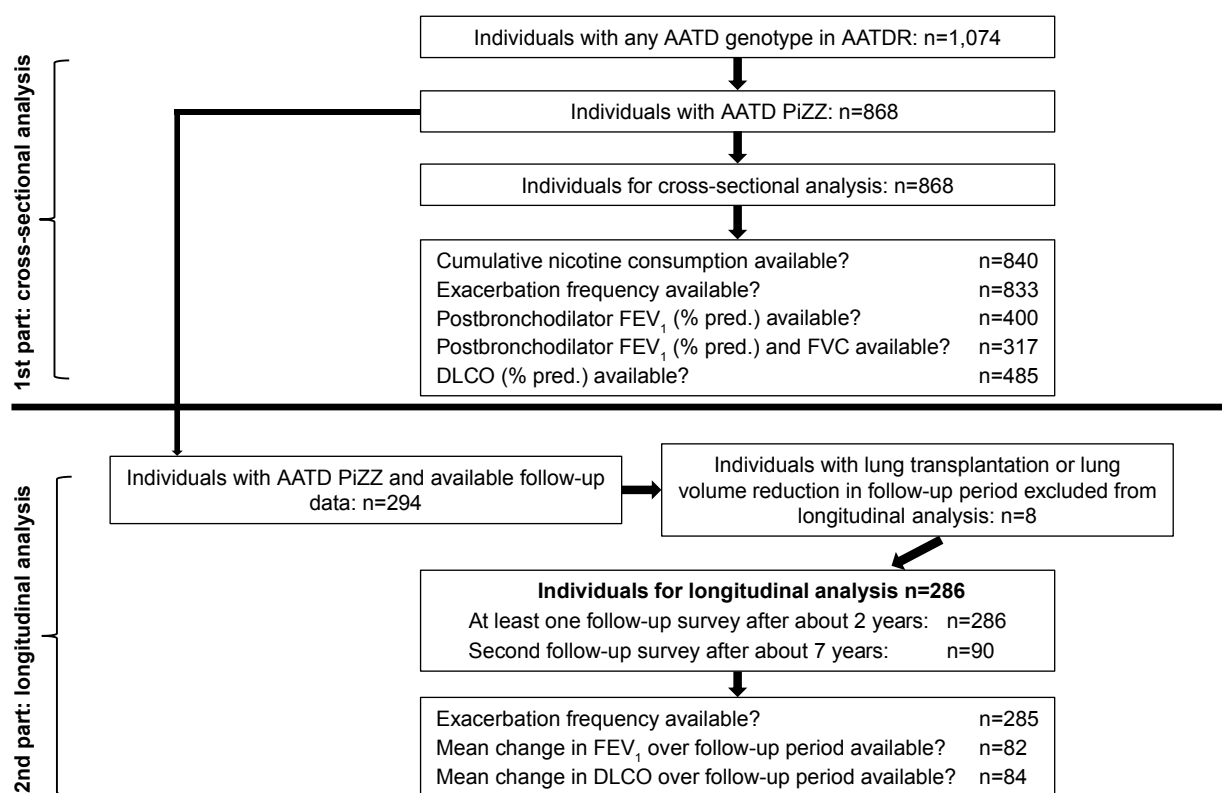 Individuals with any AATD genotype in AATDR: n=1,074
1st part: cross-sectional analysis
Individuals with AATD PiZZ: n=868
Individuals for cross-sectional analysis: n=868
Cumulative nicotine consumption available? n=840
Exacerbation frequency available? n=833
Postbronchodilator FEV1 (% pred.) available? n=400
Postbronchodilator FEV1 (% pred.) and FVC available? n=317
DLCO (% pred.) available? n=485
2nd part: longitudinal analysis
Individuals with AATD PiZZ and available follow-up
data: n=294
Individuals with lung transplantation or lung
volume reduction in follow-up period excluded from
longitudinal analysis: n=8
Individuals for longitudinal analysis n=286
At least one follow-up survey after about 2 years: n=286
Second follow-up survey after about 7 years: n=90
Exacerbation frequency available? n=285
Mean change in FEV1 over follow-up period available? n=82
Mean change in DLCO over follow-up period available? n=84